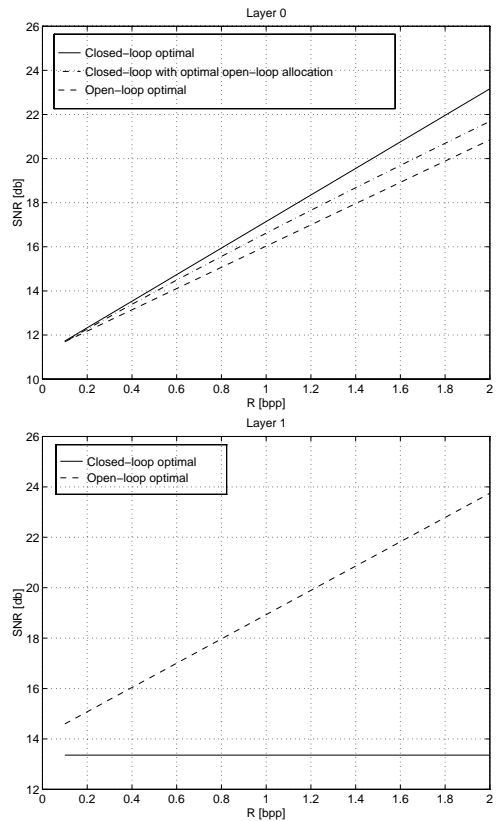 Layer 0
26
24
22
20
18
16
14
12
10
SNR [db]
Closed-loop optimal
Closed-loop with optimal open-loop allocation
Open-loop optimal
0 0.2 0.4 0.6 0.8 1 1.2 1.4 1.6 1.8 2
R [bpp]
Layer 1
26
24
22
20
18
16
14
12
SNR [db]
Closed-loop optimal
Open-loop optimal
0 0.2 0.4 0.6 0.8 1 1.2 1.4 1.6 1.8 2
R [bpp]